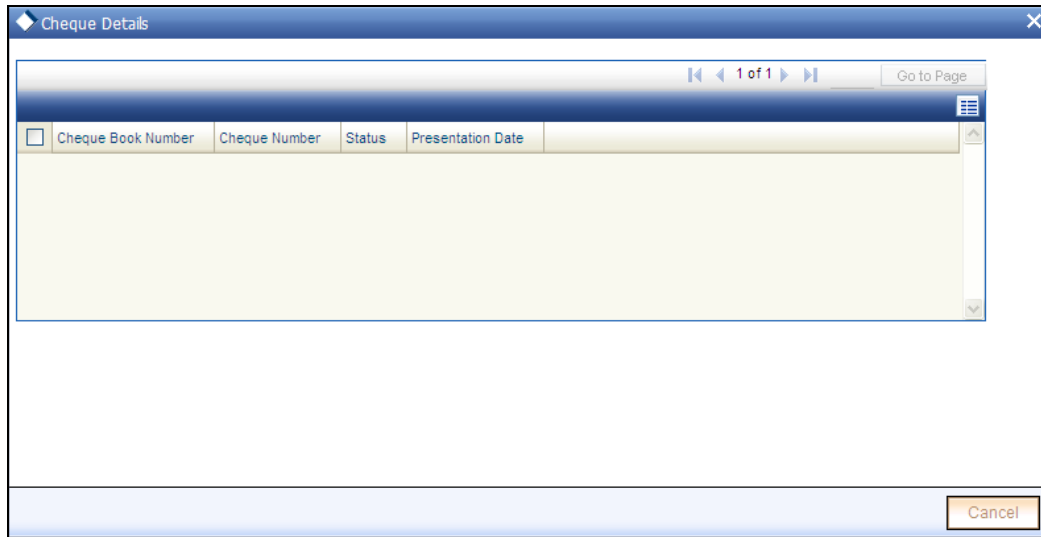 Cheque Details
1 of 1 Go to Page
Cheque Book Number Cheque Number Status Presentation Date
Cancel